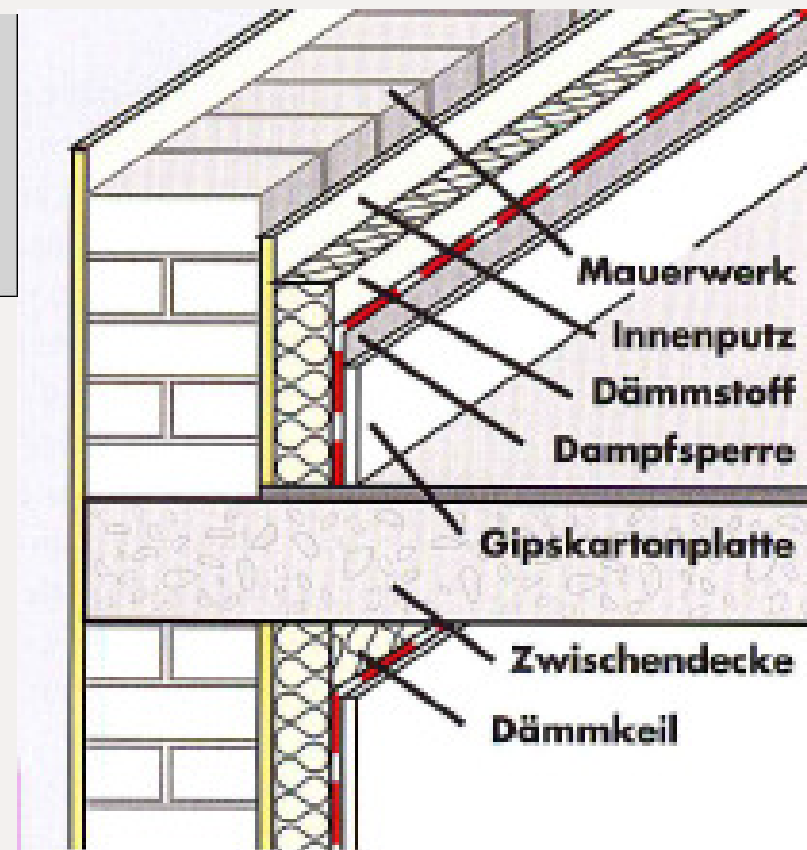 Mauerwerk
Innenputz
Dämmstoff
Dampfsperre
Gipskartonplatte
Zwischendecke
Dämmkeil